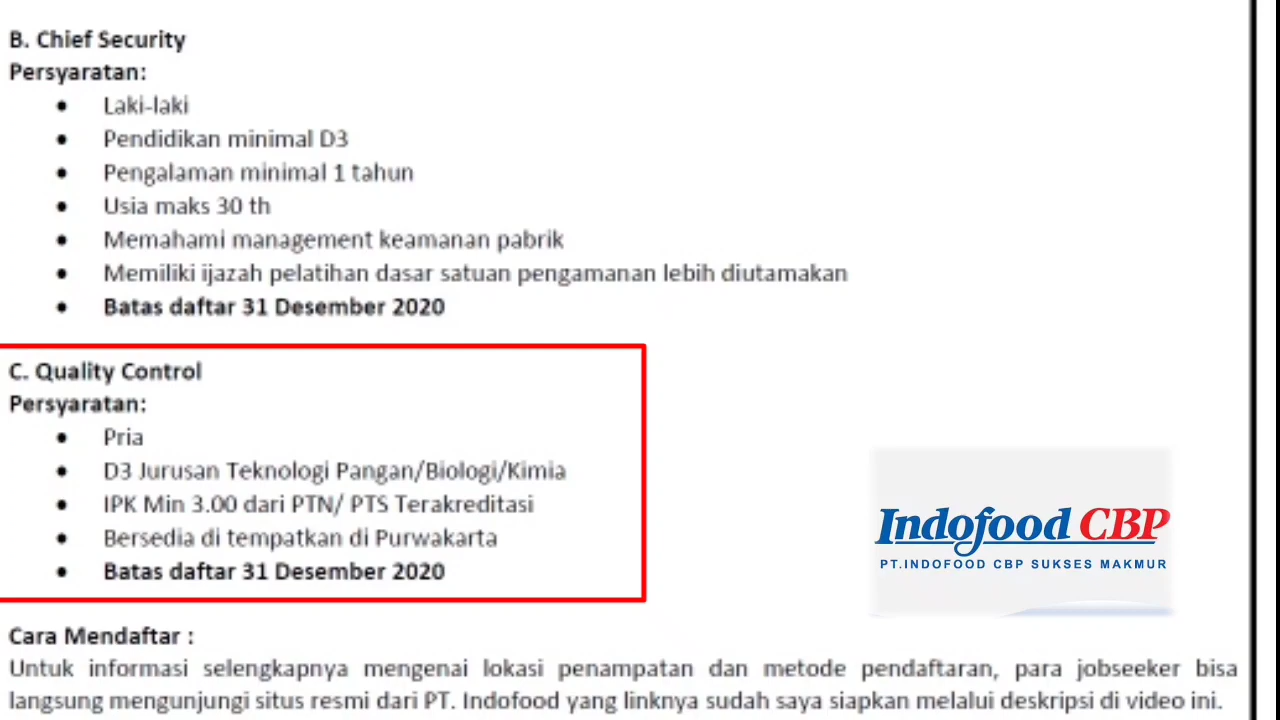 B. Chief Security
Persyaratan:
• Laki-laki
• Pendidikan minimal D3
• Pengalaman minimal 1 tahun
• Usia maks 30 th
• Memahami management keamanan pabrik
• Memiliki ijazah pelatihan dasar satuan pengamanan lebih diutamakan
• Batas daftar 31 Desember 2020
C. Quality Control
Persyaratan:
• Pria
• D3 Jurusan Teknologi Pangan/Biologi/Kimia
• IPK Min 3.00 dari PTN/ PTS Terakreditasi
• Bersedia di tempatkan di Purwakarta
• Batas daftar 31 Desember 2020
Indofood CBP
PT.INDOFOOD CBP SUKSES MAKMUR
Cara Mendaftar :
Untuk informasi selengkapnya mengenai lokasi penampatan dan metode pendaftaran, para jobseeker bisa
langsung mengunjungi situs resmi dari PT. Indofood yang linknya sudah saya siapkan melalui deskripsi di video ini.